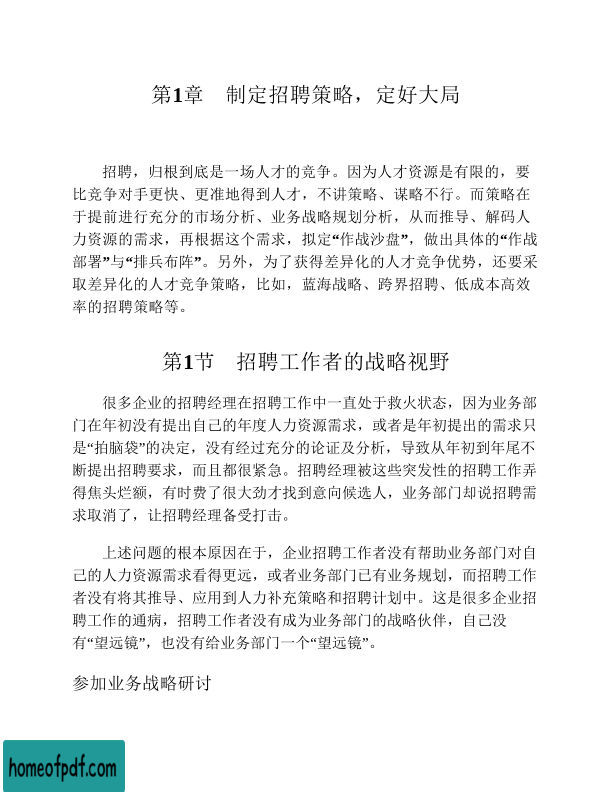 第1章　制定招聘策略，定好大局
招聘，归根到底是一场人才的竞争。因为人才资源是有限的，要
比竞争对手更快、更准地得到人才，不讲策略、谋略不行。而策略在
于提前进行充分的市场分析、业务战略规划分析，从而推导、解码人
力资源的需求，再根据这个需求，拟定“作战沙盘”，做出具体的“作战
部署”与“排兵布阵”。另外，为了获得差异化的人才竞争优势，还要采
取差异化的人才竞争策略，比如，蓝海战略、跨界招聘、低成本高效
率的招聘策略等。
第1节　招聘工作者的战略视野
很多企业的招聘经理在招聘工作中一直处于救火状态，因为业务部
门在年初没有提出自己的年度人力资源需求，或者是年初提出的需求只
是“拍脑袋”的决定，没有经过充分的论证及分析，导致从年初到年尾不
断提出招聘要求，而且都很紧急。招聘经理被这些突发性的招聘工作弄
得焦头烂额，有时费了很大劲才找到意向候选人，业务部门却说招聘需
求取消了，让招聘经理备受打击。
上述问题的根本原因在于，企业招聘工作者没有帮助业务部门对自
己的人力资源需求看得更远，或者业务部门已有业务规划，而招聘工作
者没有将其推导、应用到人力补充策略和招聘计划中。这是很多企业招
聘工作的通病，招聘工作者没有成为业务部门的战略伙伴，自己没
有“望远镜”，也没有给业务部门一个“望远镜”。
参加业务战略研讨
homeofpdf.com